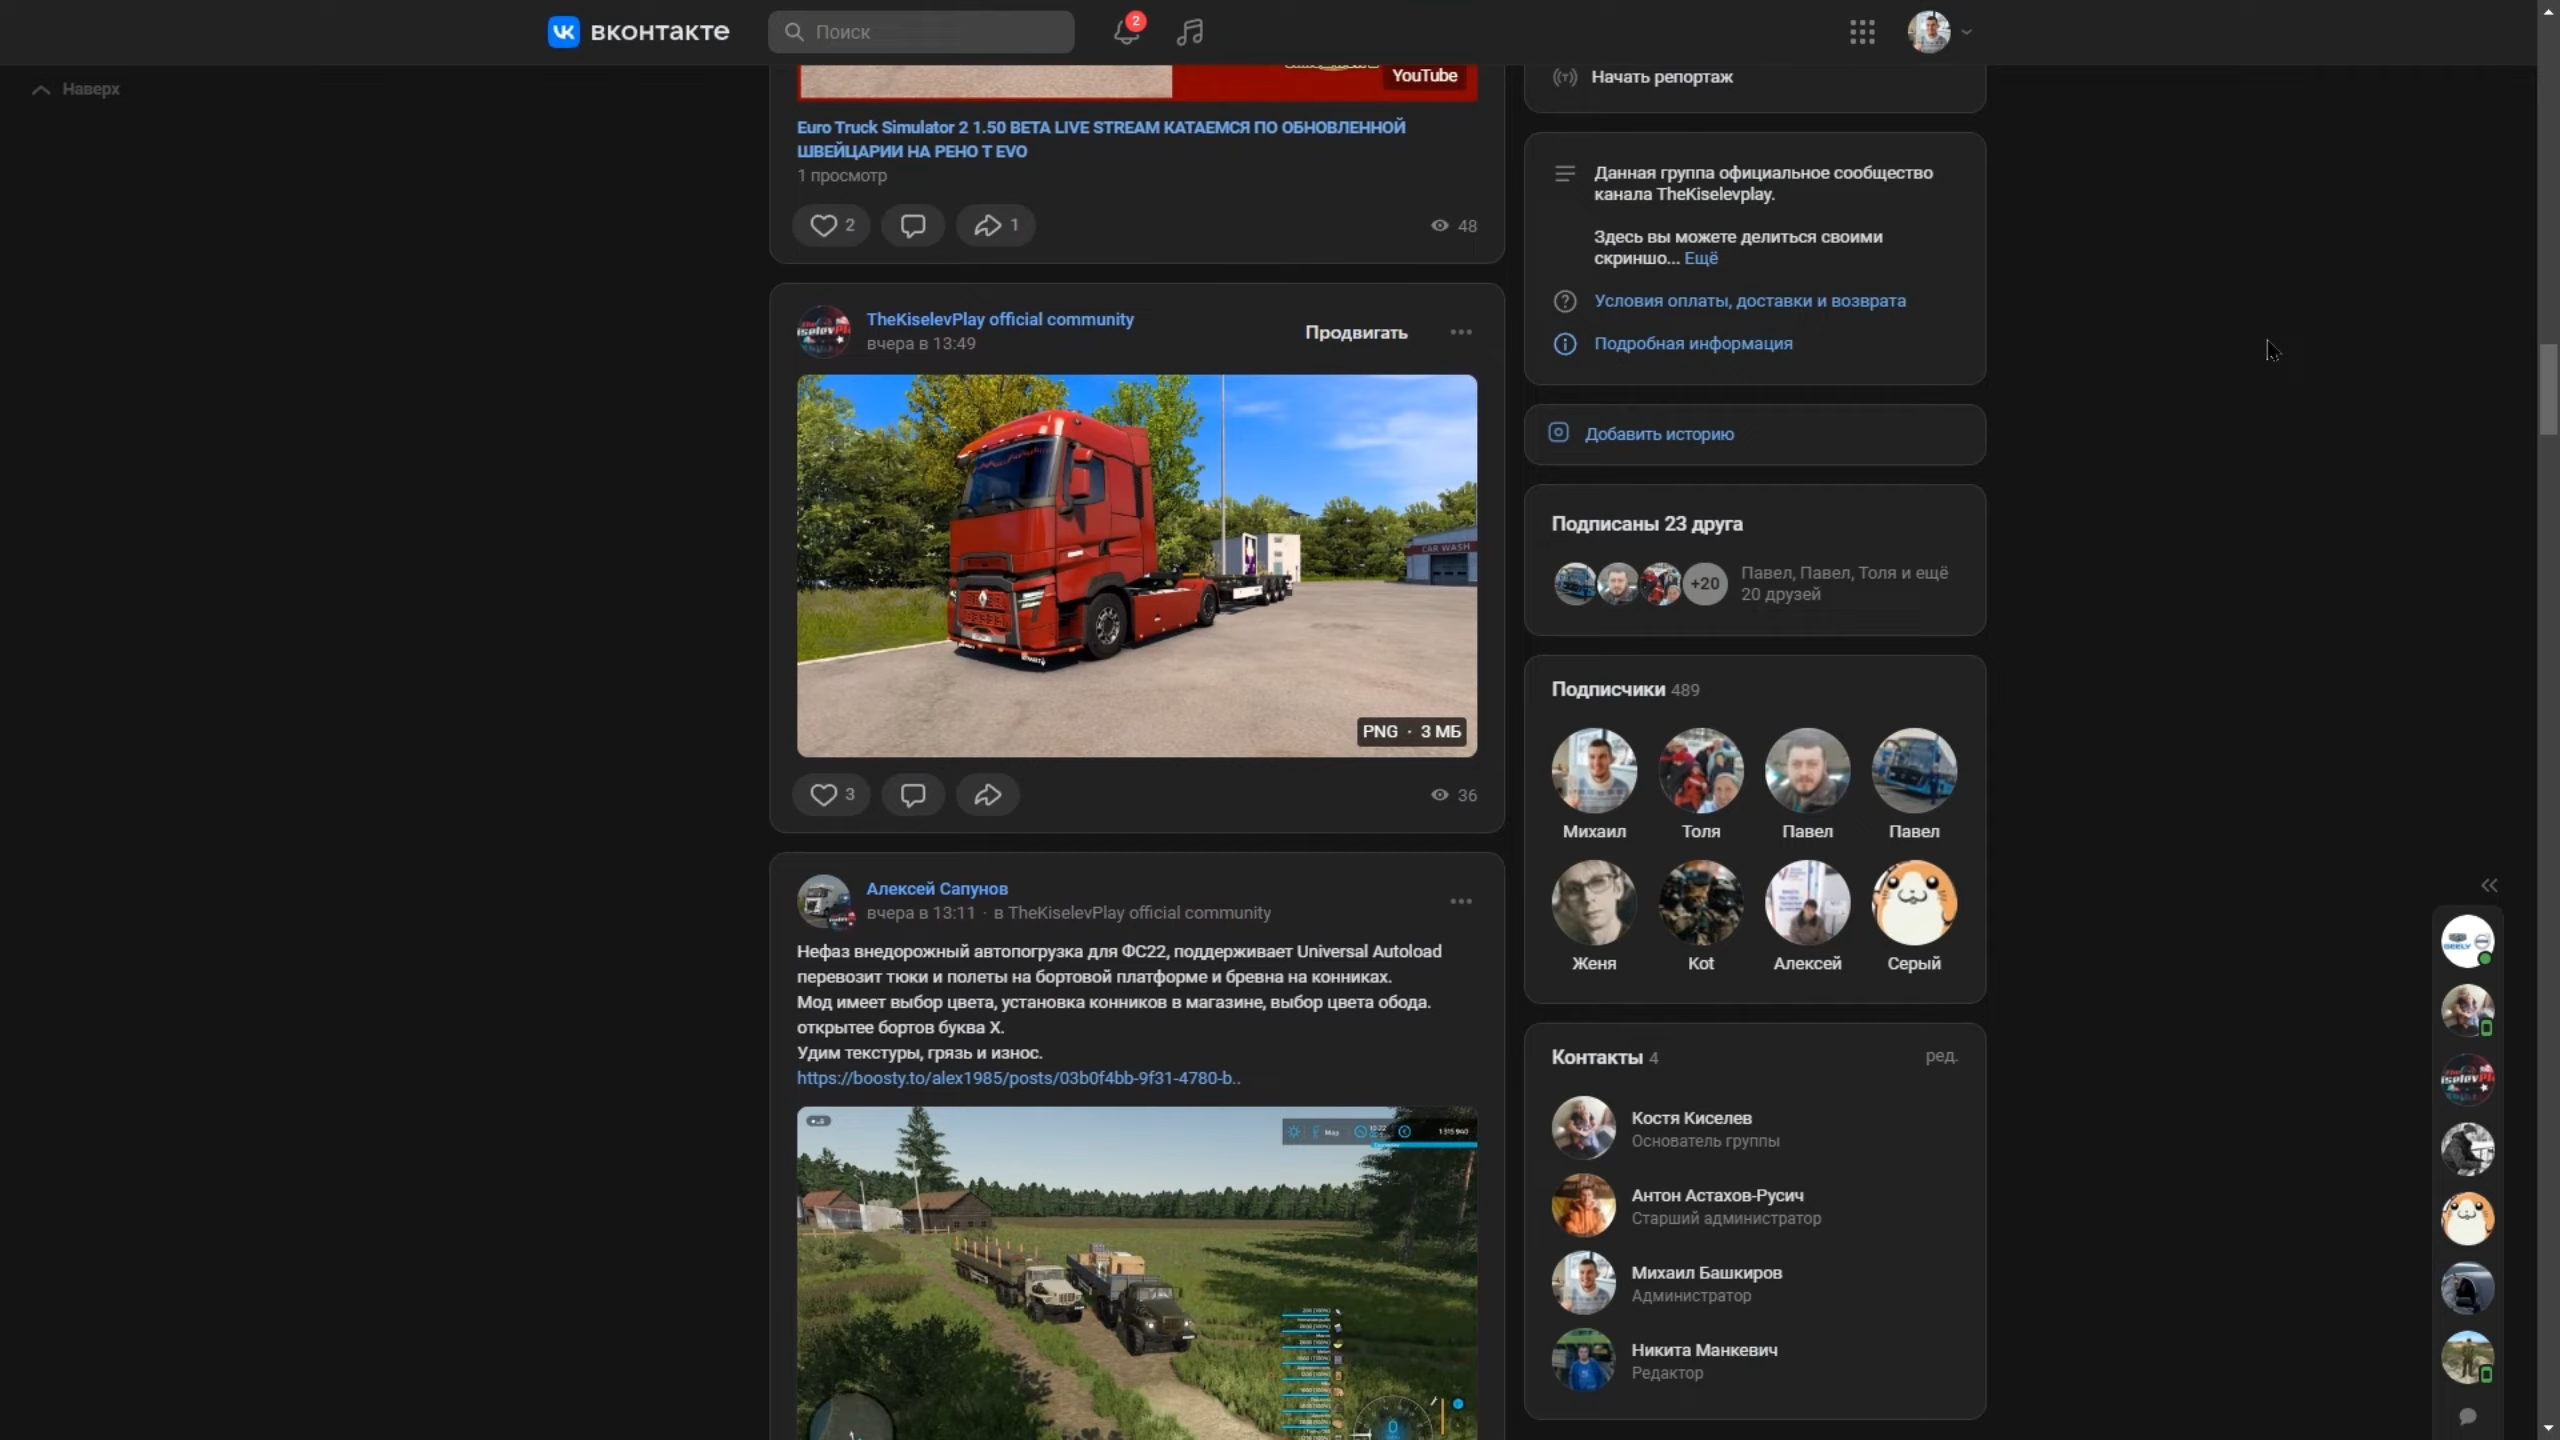 вконтакте
Поиск
2
Наверх
YouTube
Euro Truck Simulator 2 1.50 BETA LIVE STREAM КАТАЕМСЯ ПО ОБНОВЛЕННОЙ
ШВЕЙЦАРИИ НА РЕНО Т EVO
1 просмотр
2
1
48
TheKiselevPlay official community
вчера в 13:49
Продвигать
CAR WASH
PNG · 3 МБ
3
36
Алексей Сапунов
вчера в 13:11 · в TheKiselevPlay official community
Нефаз внедорожный автопогрузка для ФС22, поддерживает Universal Autoload
перевозит тюки и полеты на бортовой платформе и бревна на конниках.
Мод имеет выбор цвета, установка конников в магазине, выбор цвета обода.
открытее бортов буква Х.
Удим текстуры, грязь и износ.
https://boosty.to/alex1985/posts/03b0f4bb-9f31-4780-b..
Начать репортаж
Данная группа официальное сообщество
канала TheKiselevplay.
Здесь вы можете делиться своими
скриншо... Ещё
Условия оплаты, доставки и возврата
Подробная информация
Добавить историю
Подписаны 23 друга
+20
Павел, Павел, Толя и ещё
20 друзей
Подписчики 489
Михаил
Толя
Павел
Павел
Женя
Kot
Алексей
Серый
Контакты 4
ред.
Костя Киселев
Основатель группы
Антон Астахов-Русич
Старший администратор
Михаил Башкиров
Администратор
Никита Манкевич
Редактор